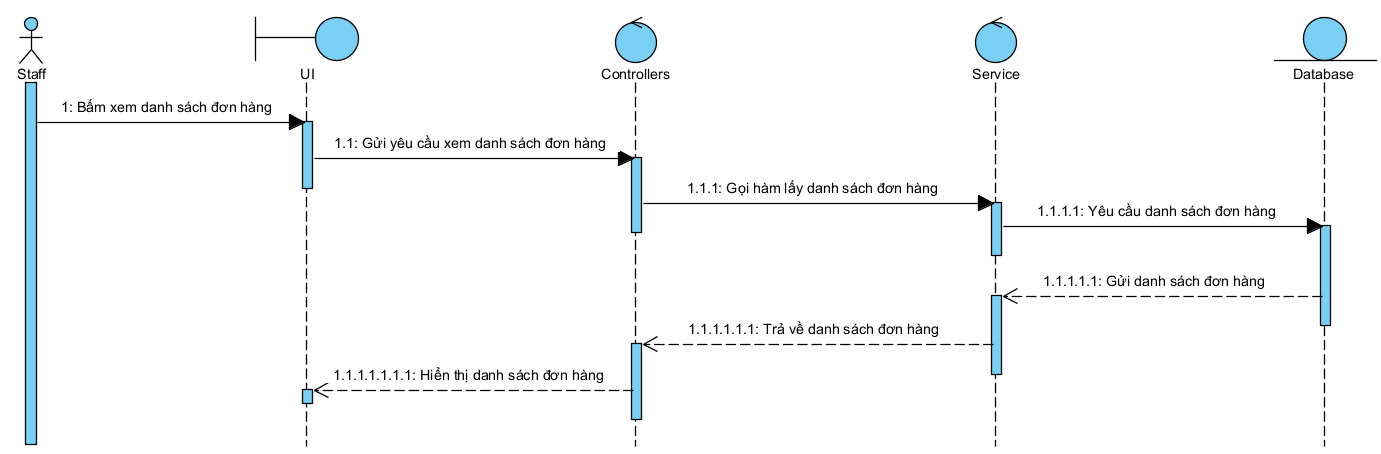 Staff
UI
Controllers
Service
Database
1: Bấm xem danh sách đơn hàng
1.1: Gửi yêu cầu xem danh sách đơn hàng
1.1.1: Gọi hàm lấy danh sách đơn hàng
1.1.1.1: Yêu cầu danh sách đơn hàng
1.1.1.1.1: Gửi danh sách đơn hàng
1.1.1.1.1.1: Trả về danh sách đơn hàng
1.1.1.1.1.1.1: Hiển thị danh sách đơn hàng